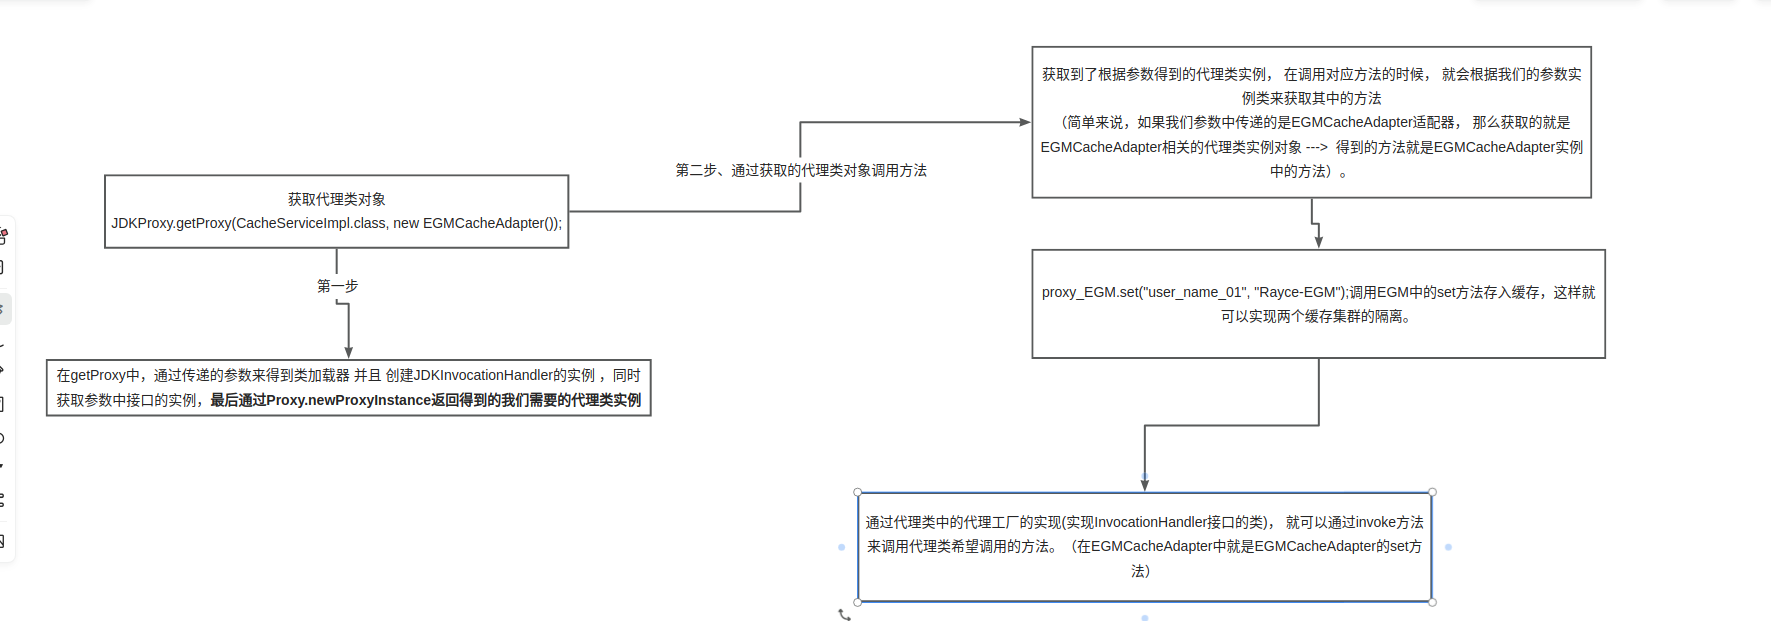 获取代理类对象
JDKProxy.getProxy(CacheServiceImpl.class, new EGMCacheAdapter());
第一步
在getProxy中，通过传递的参数来得到类加载器 并且 创建JDKInvocationHandler的实例 ，同时
获取参数中接口的实例，最后通过Proxy.newProxyInstance返回得到的我们需要的代理类实例
第二步、通过获取的代理类对象调用方法
获取到了根据参数得到的代理类实例， 在调用对应方法的时候， 就会根据我们的参数实
例类来获取其中的方法
（简单来说，如果我们参数中传递的是EGMCacheAdapter适配器， 那么获取的就是
EGMCacheAdapter相关的代理类实例对象 ---> 得到的方法就是EGMCacheAdapter实例
中的方法）。
proxy_EGM.set("user_name_01", "Rayce-EGM");调用EGM中的set方法存入缓存，这样就
可以实现两个缓存集群的隔离。
通过代理类中的代理工厂的实现(实现InvocationHandler接口的类)， 就可以通过invoke方法
来调用代理类希望调用的方法。（在EGMCacheAdapter中就是EGMCacheAdapter的set方
法）